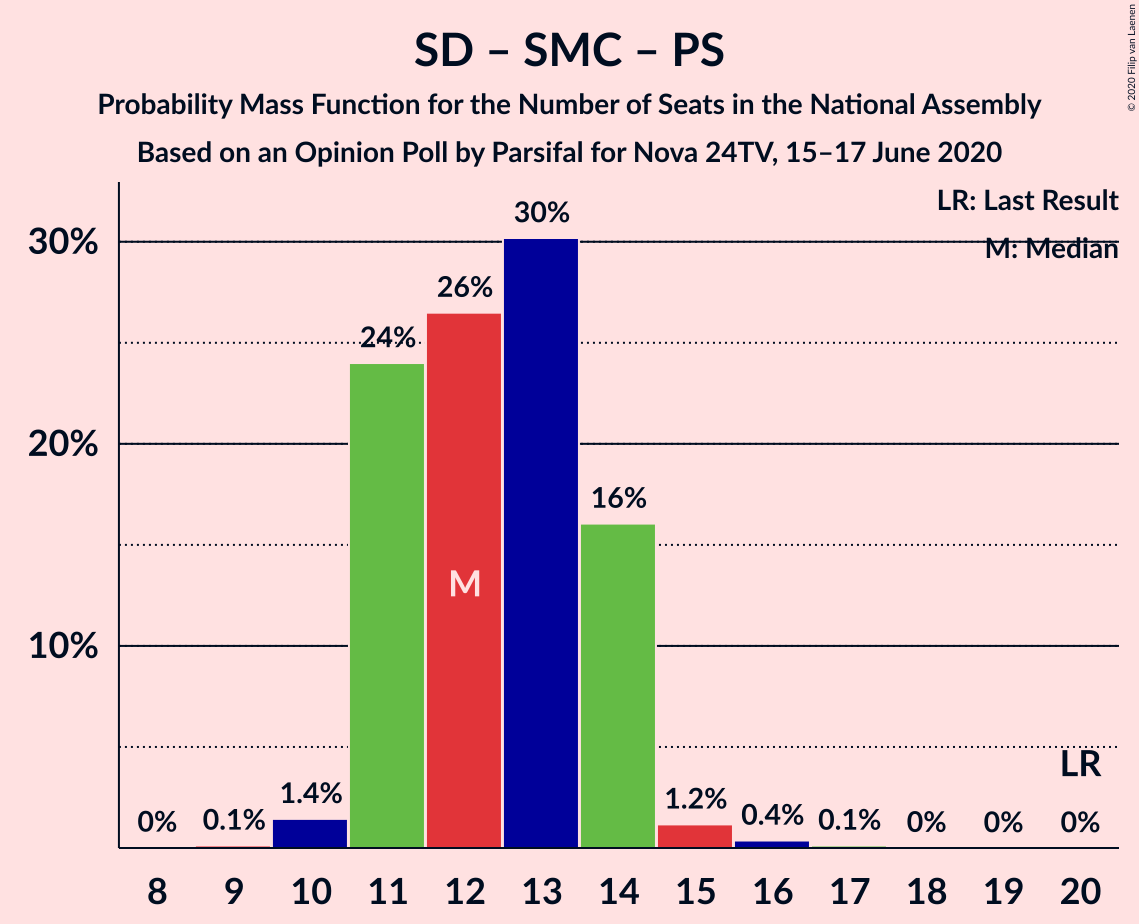 SD – SMC – PS
Probability Mass Function for the Number of Seats in the National Assembly
Based on an Opinion Poll by Parsifal for Nova 24TV, 15–17 June 2020
© 2020 Filip van Laenen
LR: Last Result
M: Median
30%
20%
10%
0%
0.1%
1.4%
24%
26%
30%
16%
1.2%
0.4%
0.1%
0%
0%
0%
M
LR
8 9 10 11 12 13 14 15 16 17 18 19 20